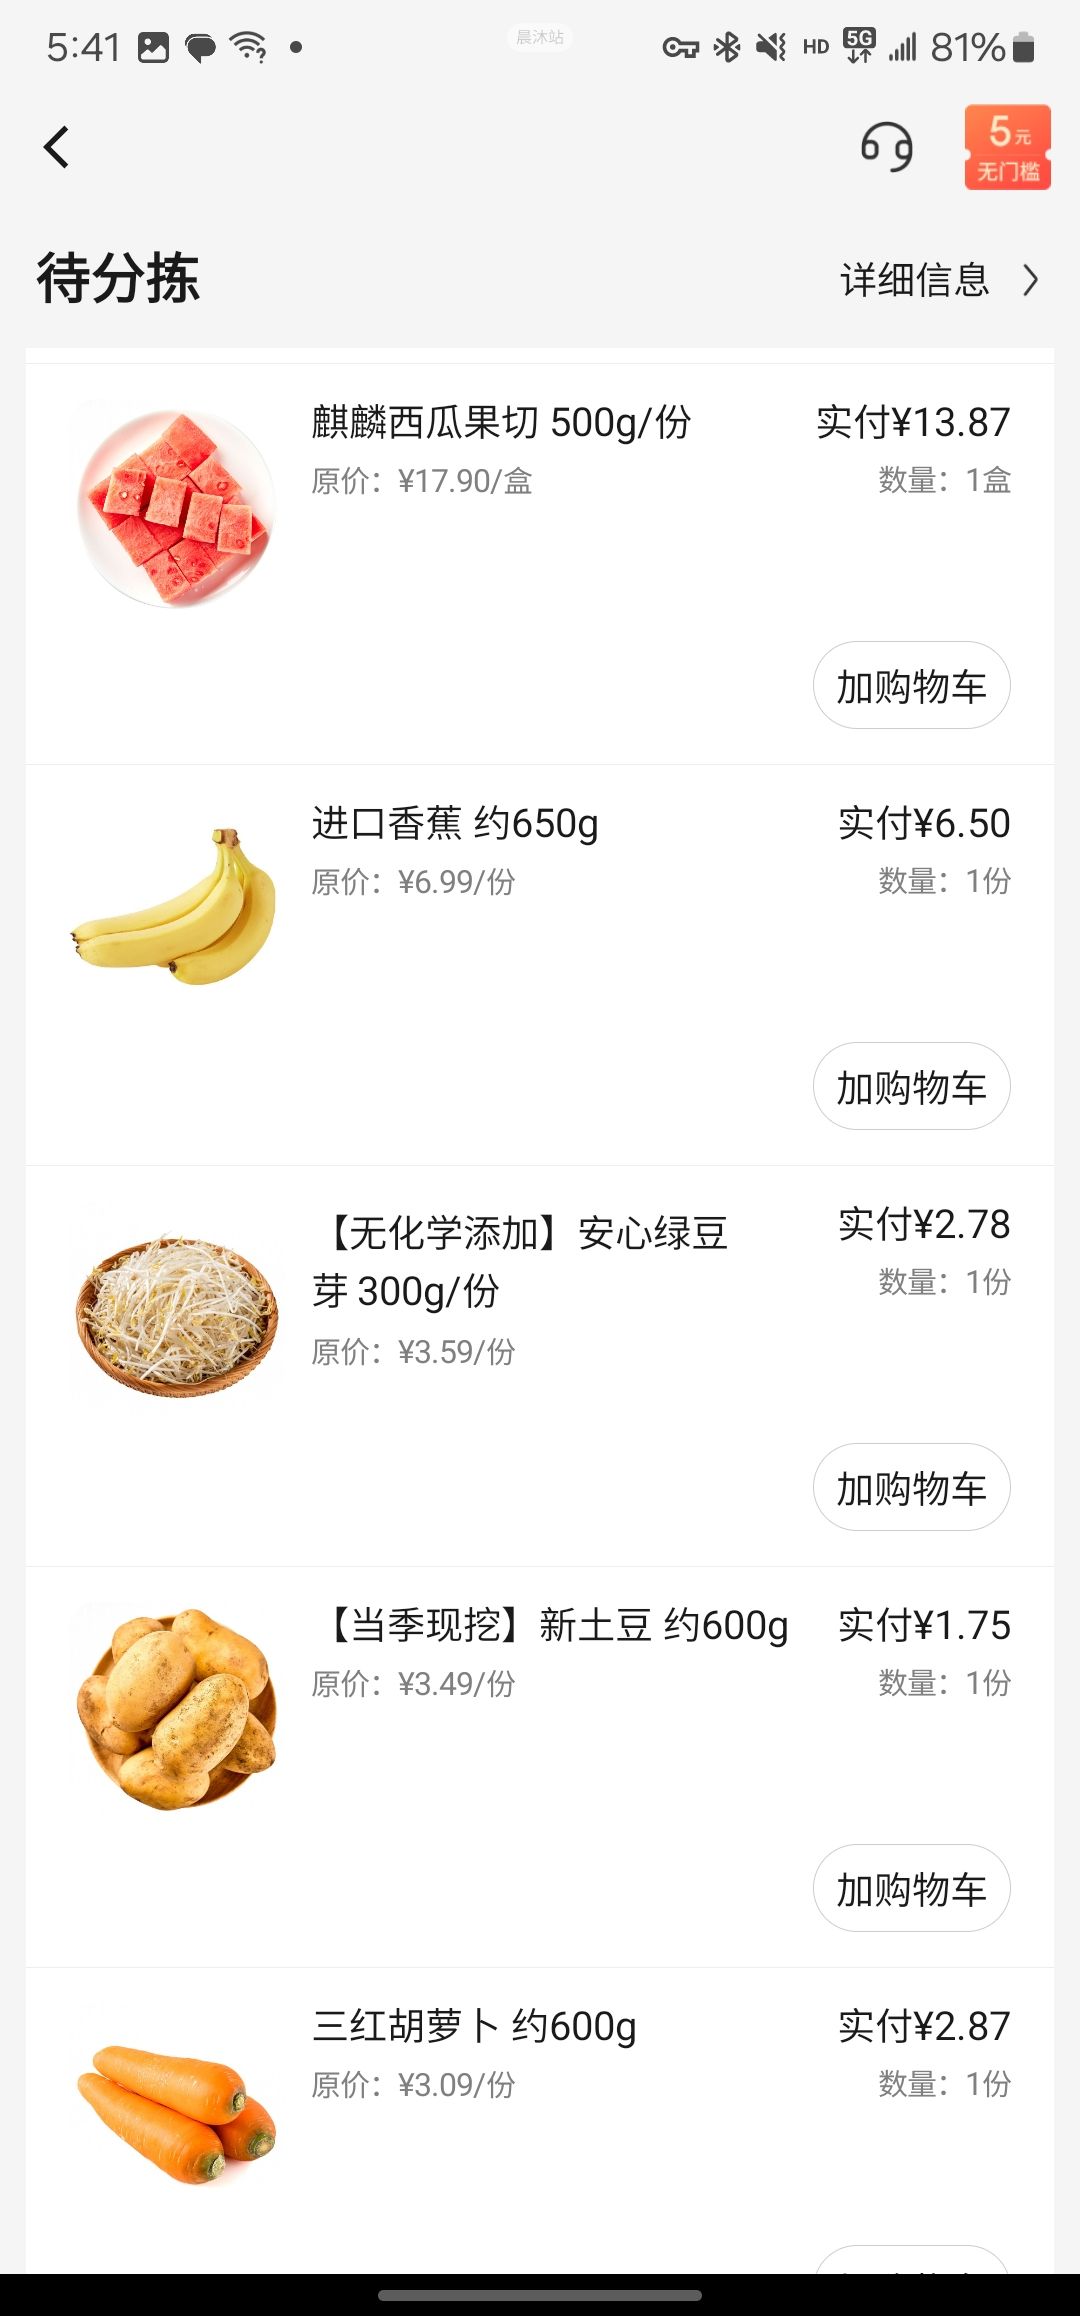 5:41
晨沐站
HD 5G 81%
5元
无门槛
待分拣
详细信息
麒麟西瓜果切 500g/份
实付¥13.87
原价：¥17.90/盒
数量：1盒
加购物车
进口香蕉 约650g
实付¥6.50
原价：¥6.99/份
数量：1份
加购物车
【无化学添加】安心绿豆
芽 300g/份
实付¥2.78
数量：1份
原价：¥3.59/份
加购物车
【当季现挖】新土豆 约600g
实付¥1.75
原价：¥3.49/份
数量：1份
加购物车
三红胡萝卜 约600g
实付¥2.87
原价：¥3.09/份
数量：1份